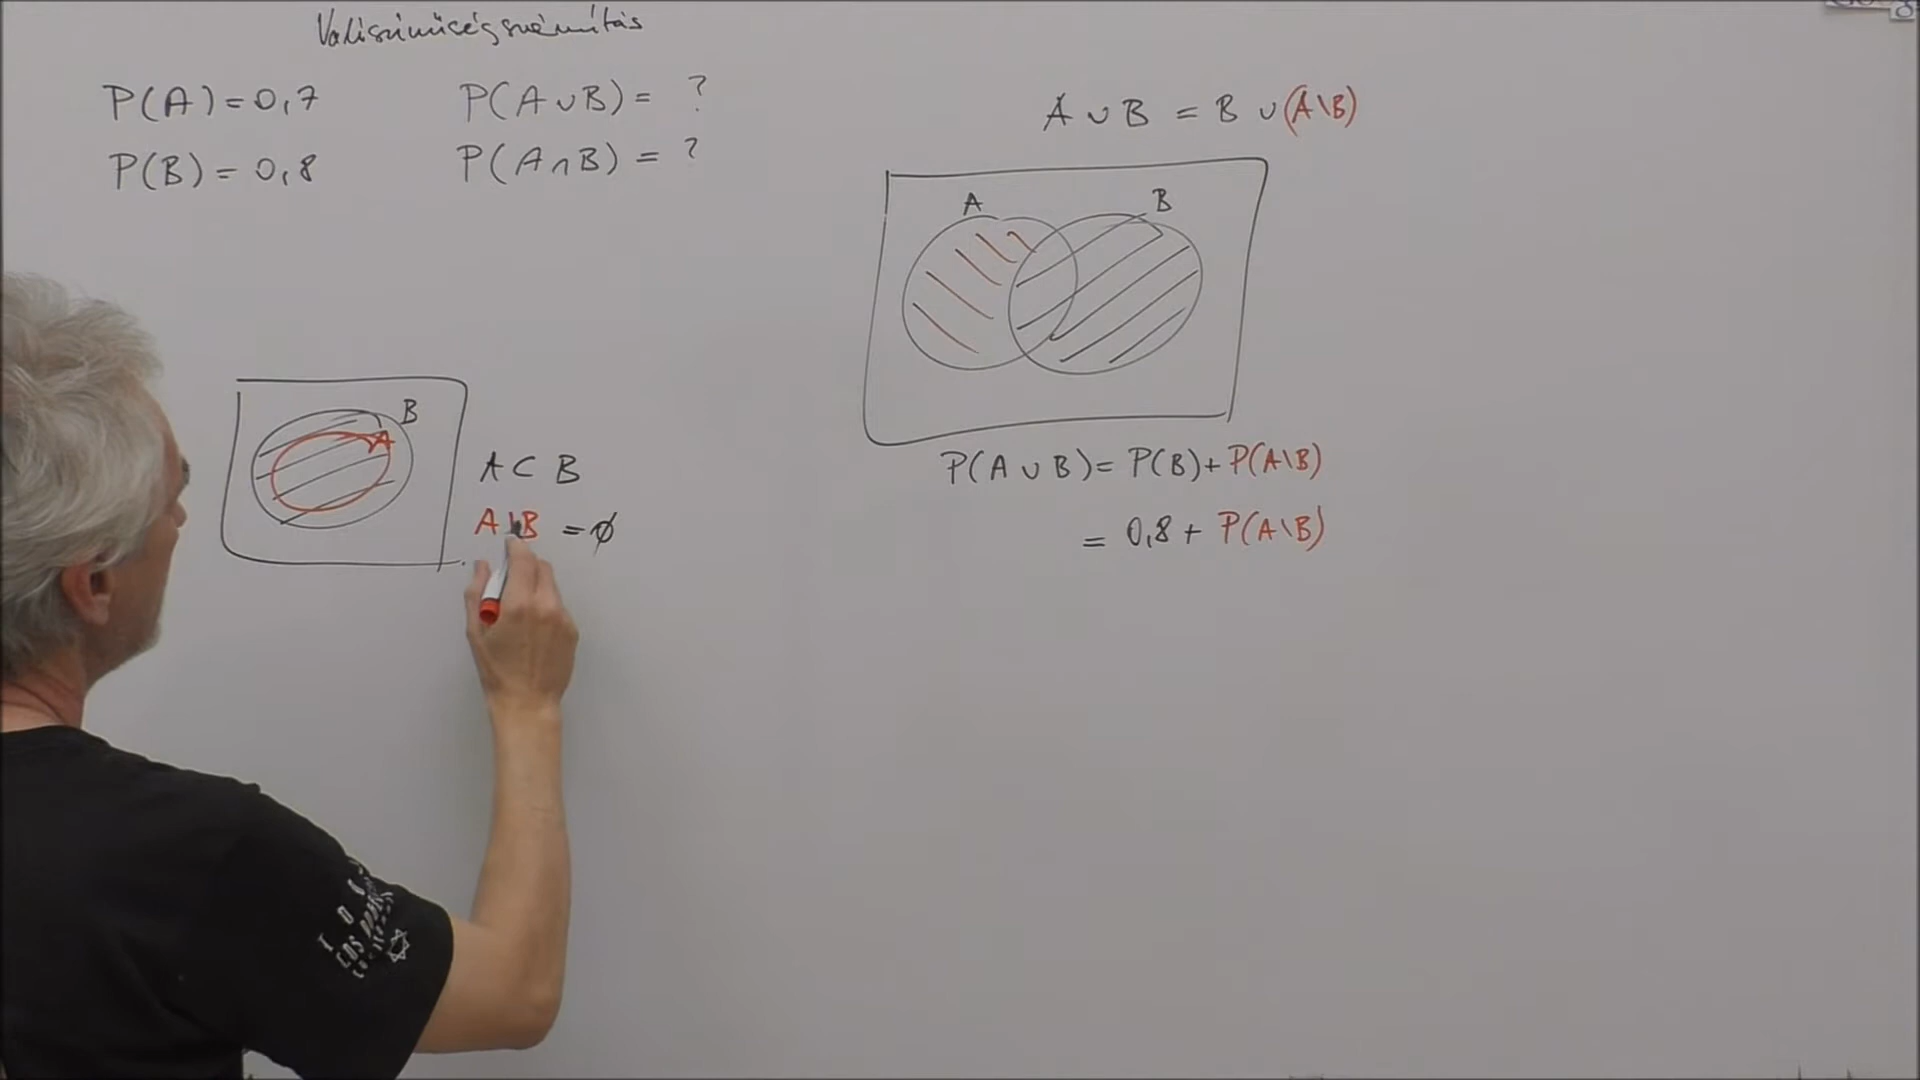 Valószínűségszámítás
P(A) = 0,7 P(A ∪ B) = ?
P(B) = 0,8 P(A ∩ B) = ?
A ∪ B = B ∪ (A\B)
A B
P(A ∪ B) = P(B) + P(A\B)
= 0,8 + P(A\B)
B
A
A ⊂ B
A\B = ∅